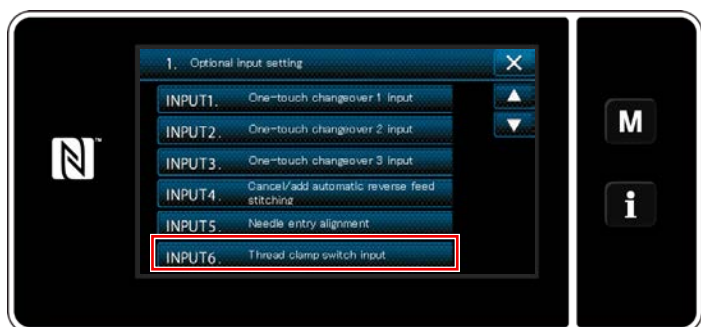 1. Optional input setting
INPUT1. One-touch changeover 1 input
INPUT2. One-touch changeover 2 input
INPUT3. One-touch changeover 3 input
INPUT4. Cancel/add automatic reverse feed
stitching
INPUT5. Needle entry alignment
INPUT6. Thread clamp switch input
M
i